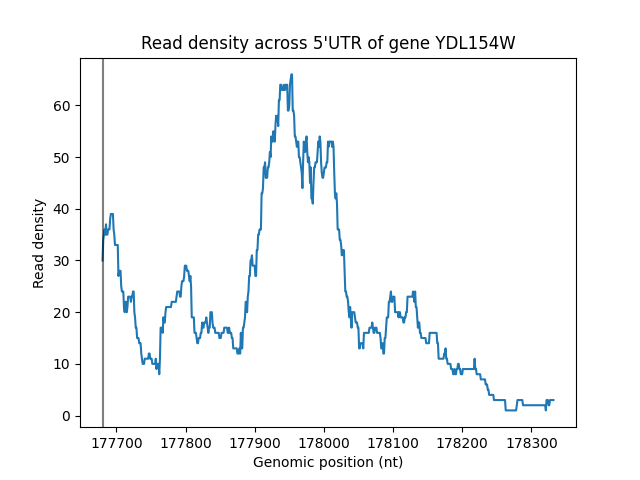 Read density across 5'UTR of gene YDL154W
Read density
60
50
40
30
20
10
0
177700 177800 177900 178000 178100 178200 178300
Genomic position (nt)